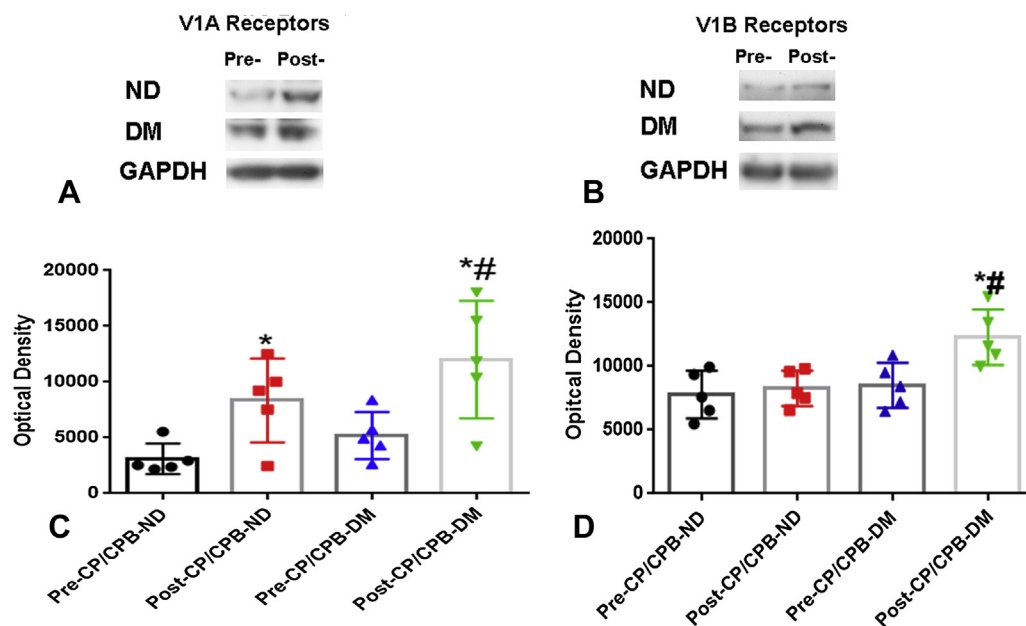 V1A Receptors
Pre- Post-
ND
DM
GAPDH
A
V1B Receptors
Pre- Post-
ND
DM
GAPDH
B
Optical Density
20000
15000
10000
5000
0
*
*#
Pre-CP/CPB-ND
Post-CP/CPB-ND
Pre-CP/CPB-DM
Post-CP/CPB-DM
C
Opitcal Density
20000
15000
10000
5000
0
*#
Pre-CP/CPB-ND
Post-CP/CPB-ND
Pre-CP/CPB-DM
Post-CP/CPB-DM
D